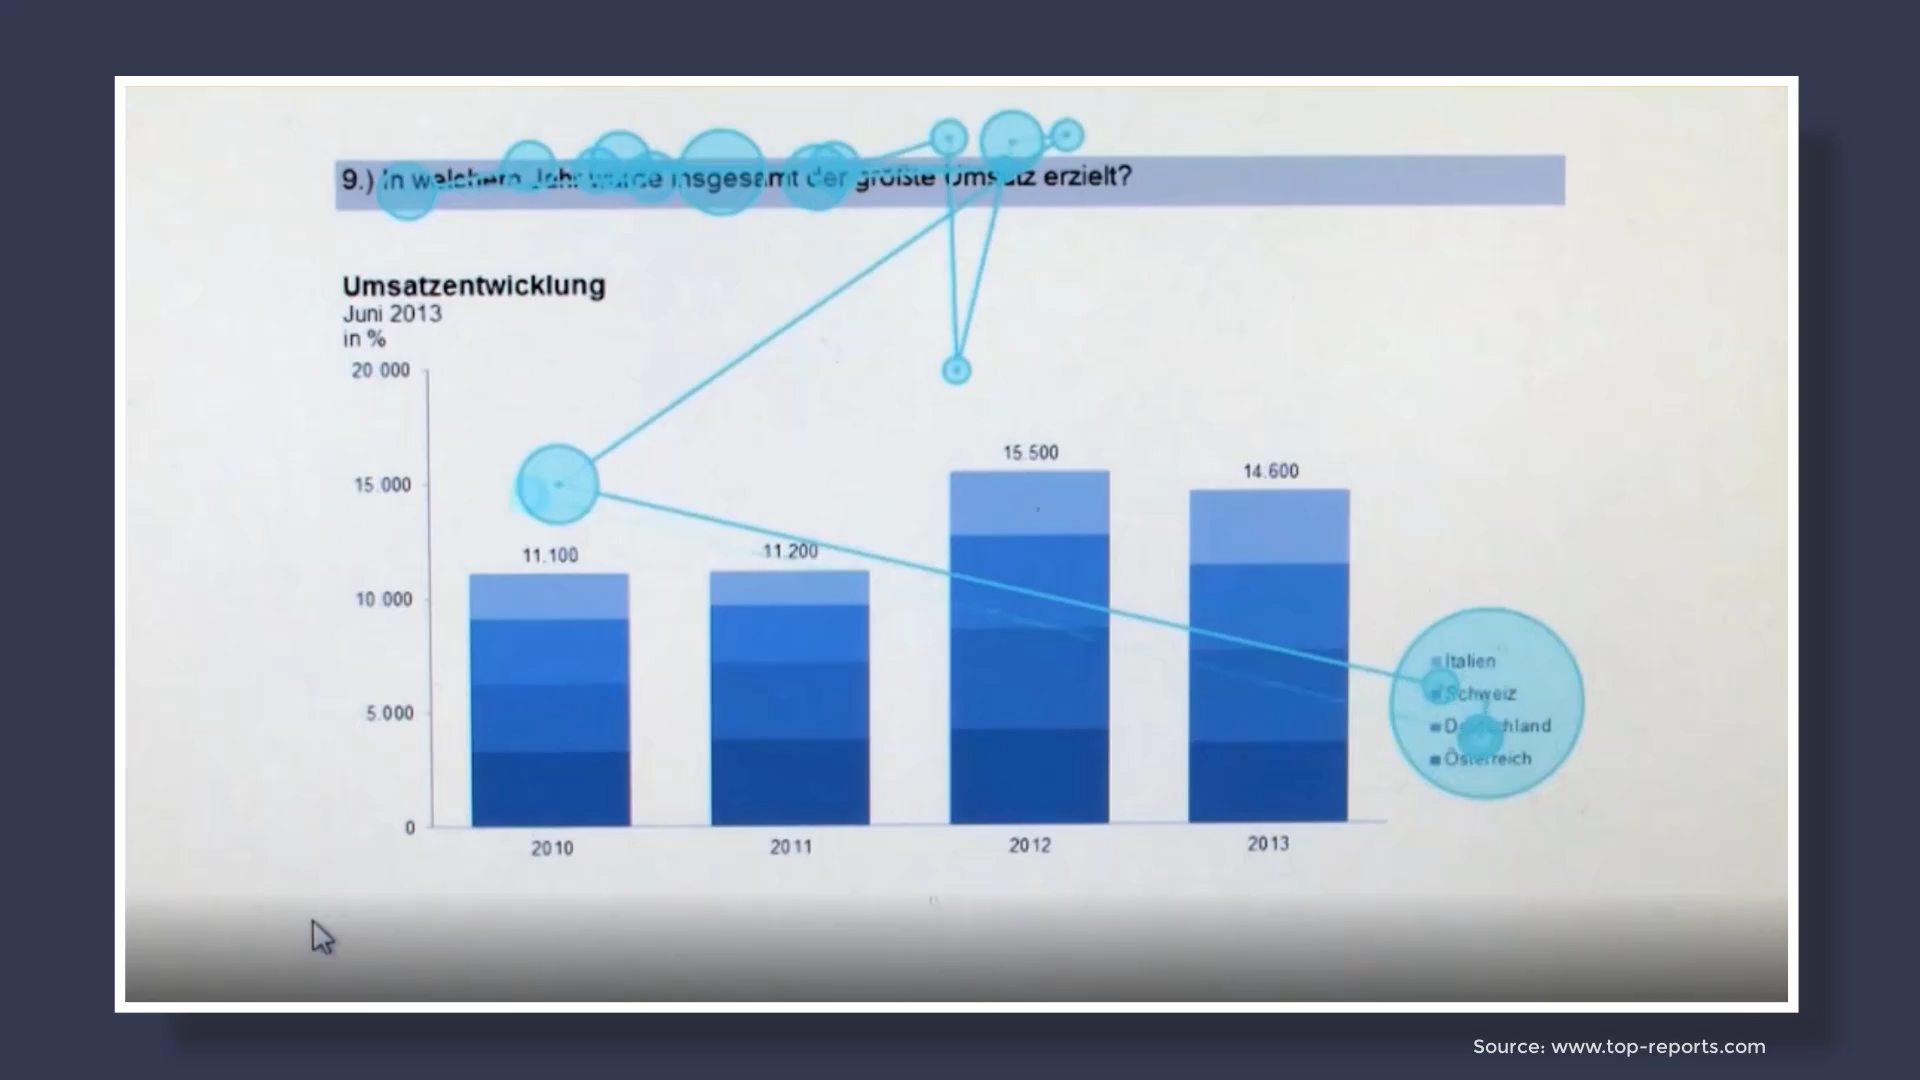 9.) In welchem Jahr wurde insgesamt der größte Umsatz erzielt?
Umsatzentwicklung
Juni 2013
in %
20 000
15.000
10 000
5.000
0
11.100
11 200
15 500
14.600
2010
2011
2012
2013
Italien
Schweiz
Deutschland
Österreich
Source: www.top-reports.com